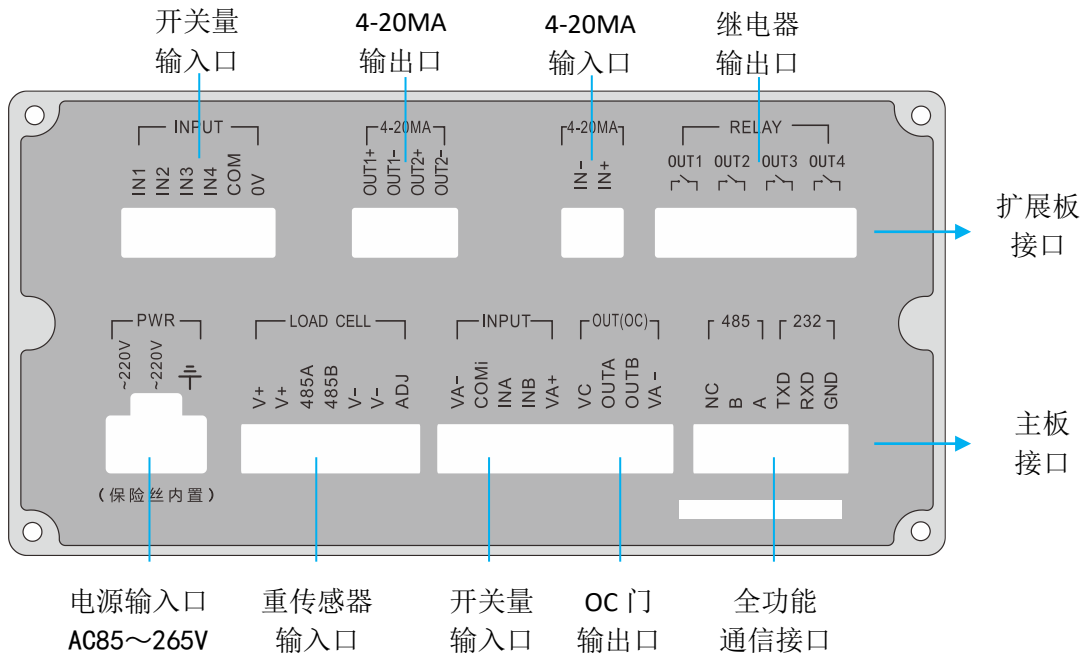 开关量
输入口
4-20MA
输出口
4-20MA
输入口
继电器
输出口
INPUT
IN1
IN2
IN3
IN4
COM
0V
4-20MA
OUT1+
OUT1-
OUT2+
OUT2-
4-20MA
IN-
IN+
RELAY
OUT1 OUT2 OUT3 OUT4
扩展板
接口
PWR
~220V
~220V
(保险丝内置)
LOAD CELL
V+
V+
485A
485B
V-
V-
ADJ
INPUT
VA-
COMi
INA
INB
VA+
OUT(OC)
VC
OUTA
OUTB
VA-
485
NC
B
A
232
TXD
RXD
GND
主板
接口
电源输入口
AC85～265V
重传感器
输入口
开关量
输入口
OC 门
输出口
全功能
通信接口